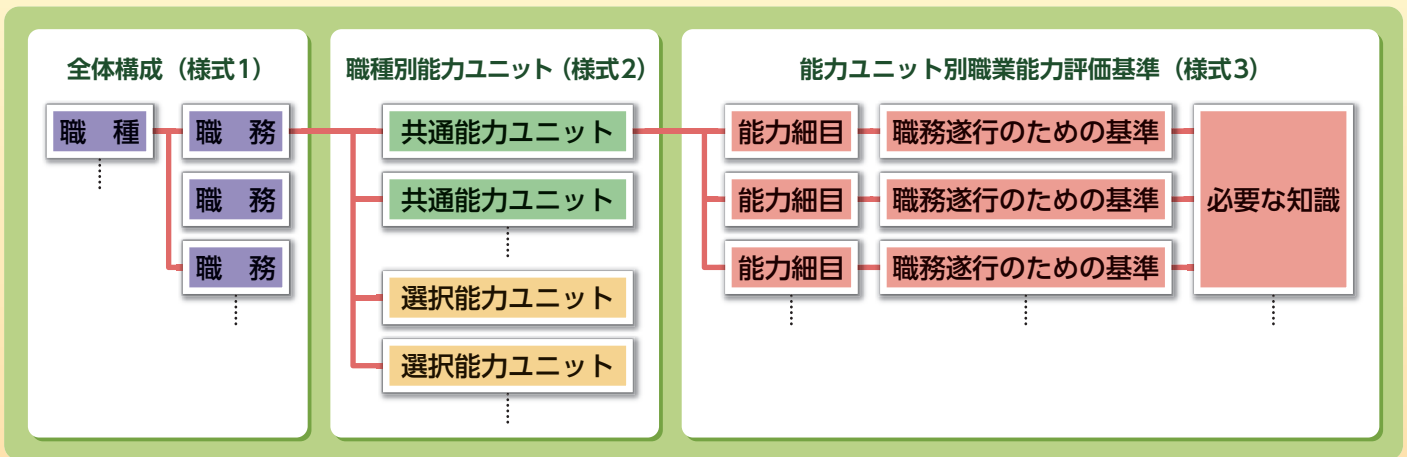 全体構成（様式1）
職　種
職　務
職　務
職　務
職種別能力ユニット（様式2）
共通能力ユニット
共通能力ユニット
選択能力ユニット
選択能力ユニット
能力ユニット別職業能力評価基準（様式3）
能力細目
職務遂行のための基準
能力細目
職務遂行のための基準
能力細目
職務遂行のための基準
必要な知識